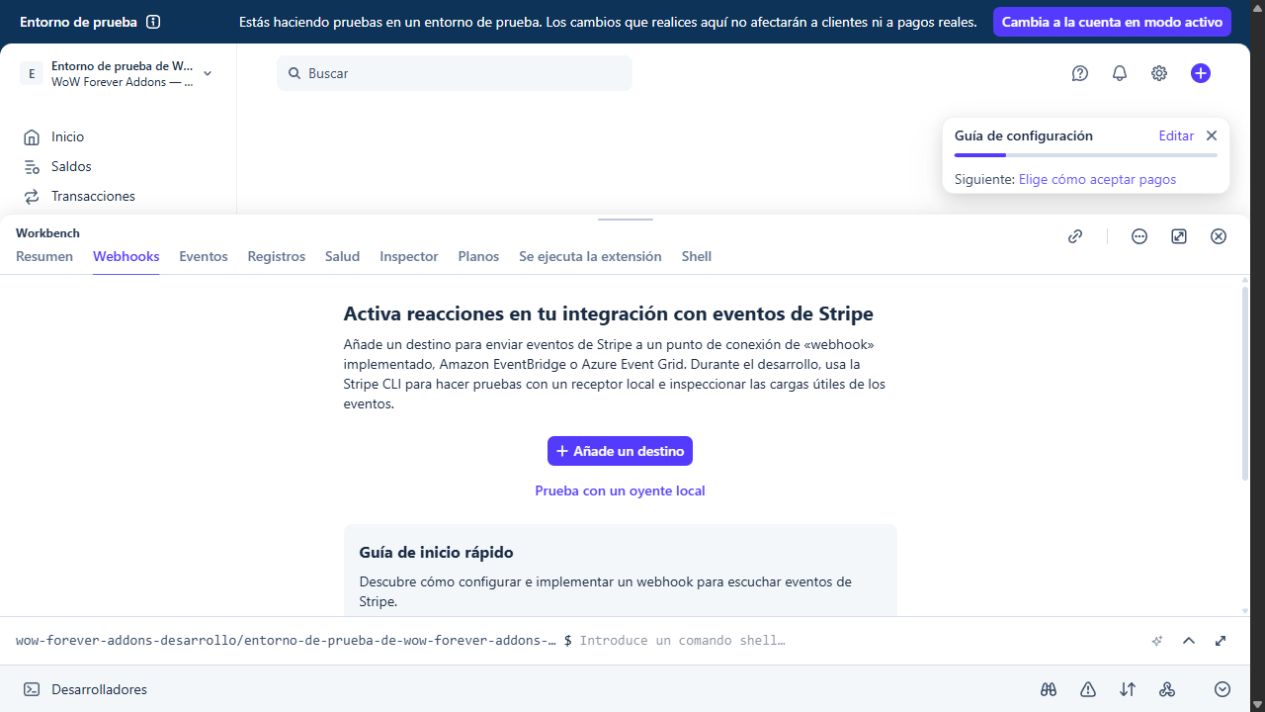 Entorno de prueba
Estás haciendo pruebas en un entorno de prueba. Los cambios que realices aquí no afectarán a clientes ni a pagos reales.
Cambia a la cuenta en modo activo
E
Entorno de prueba de W...
WoW Forever Addons — ...
Buscar
Inicio
Saldos
Transacciones
Guía de configuración
Editar
Siguiente: Elige cómo aceptar pagos
Workbench
Resumen Webhooks Eventos Registros Salud Inspector Planos Se ejecuta la extensión Shell
Activa reacciones en tu integración con eventos de Stripe
Añade un destino para enviar eventos de Stripe a un punto de conexión de «webhook»
implementado, Amazon EventBridge o Azure Event Grid. Durante el desarrollo, usa la
Stripe CLI para hacer pruebas con un receptor local e inspeccionar las cargas útiles de los
eventos.
+ Añade un destino
Prueba con un oyente local
Guía de inicio rápido
Descubre cómo configurar e implementar un webhook para escuchar eventos de
Stripe.
wow-forever-addons-desarrollo/entorno-de-prueba-de-wow-forever-addons-… $ Introduce un comando shell…
Desarrolladores